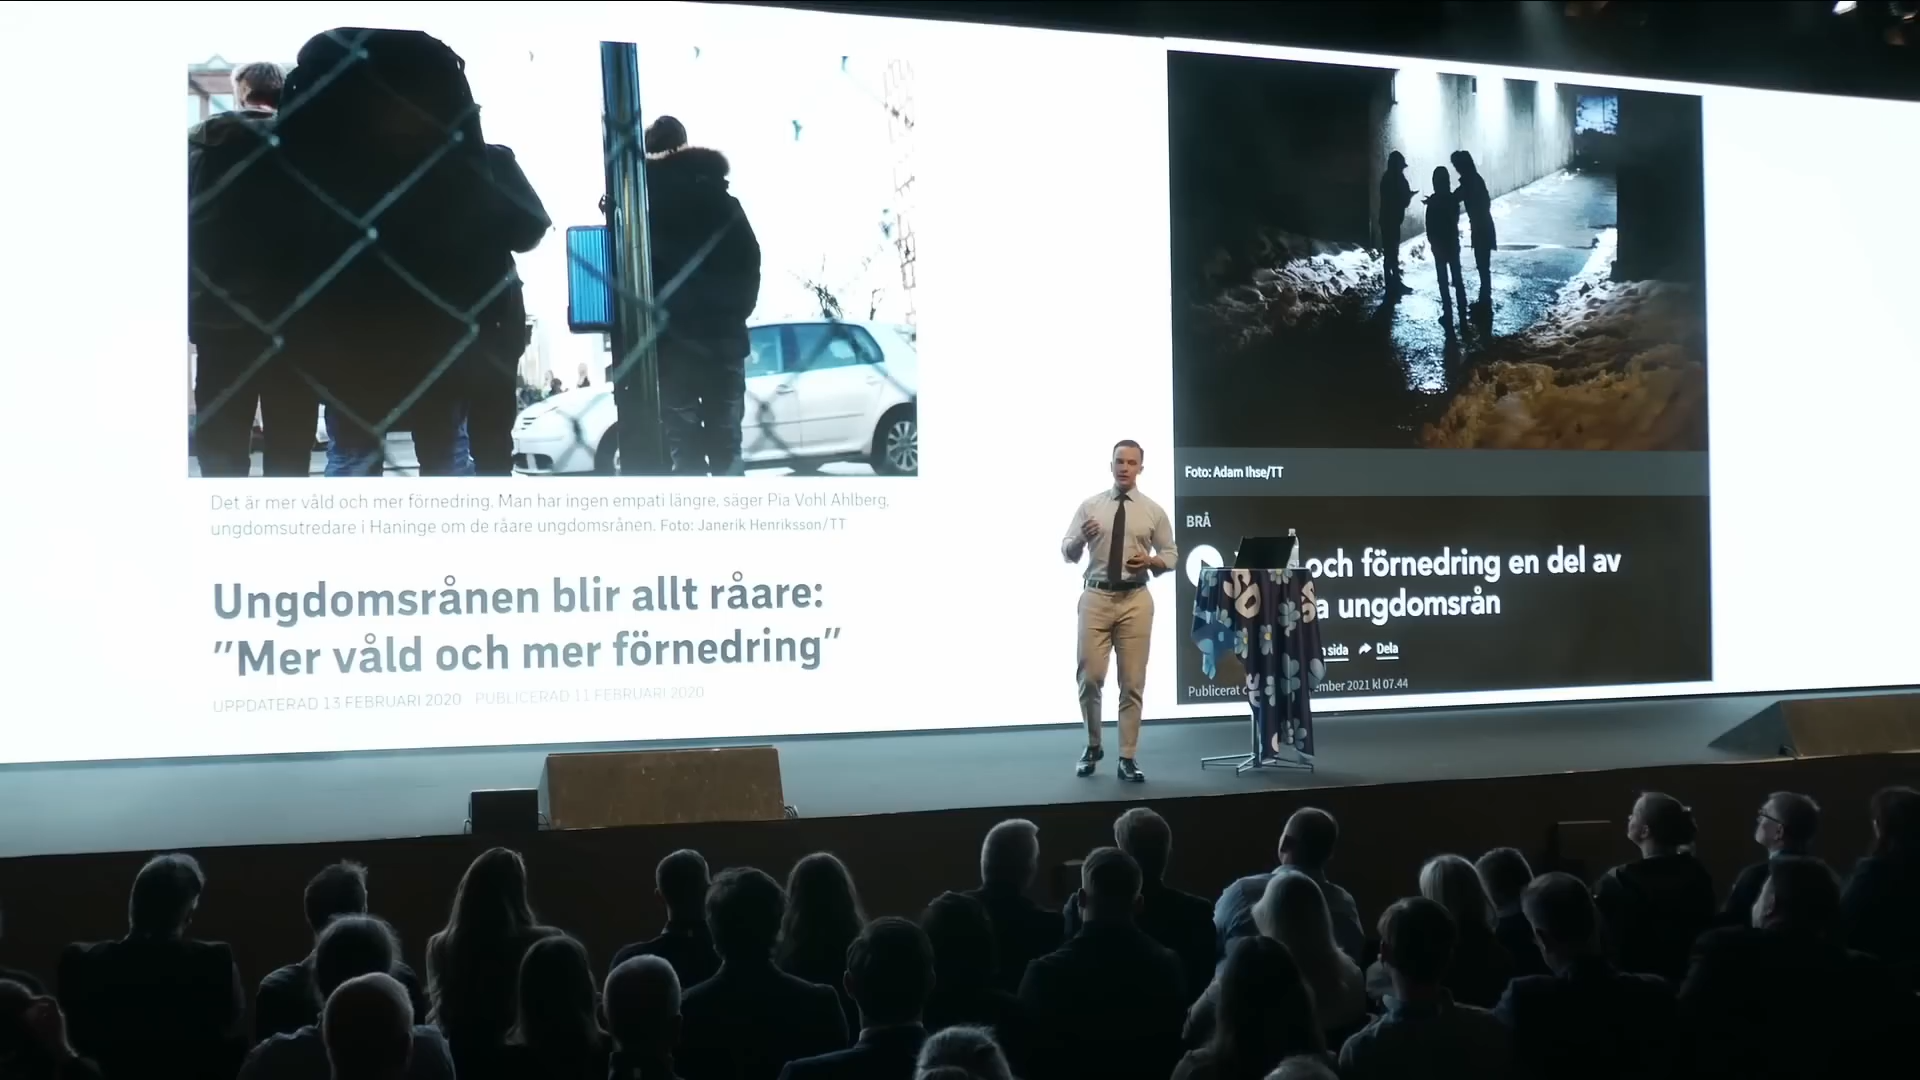 Det är mer våld och mer förnedring. Man har ingen empati längre, säger Pia Vohl Ahlberg,
ungdomsutredare i Haninge om de råare ungdomsrånen. Foto: Janerik Henriksson/TT
Ungdomsrånen blir allt råare:
"Mer våld och mer förnedring"
UPPDATERAD 13 FEBRUARI 2020 PUBLICERAD 11 FEBRUARI 2020
Foto: Adam Ihse/TT
BRÅ
och förnedring en del av
ungdomsrån
sida Dela
Publicerat 2021 kl 07.44
SD